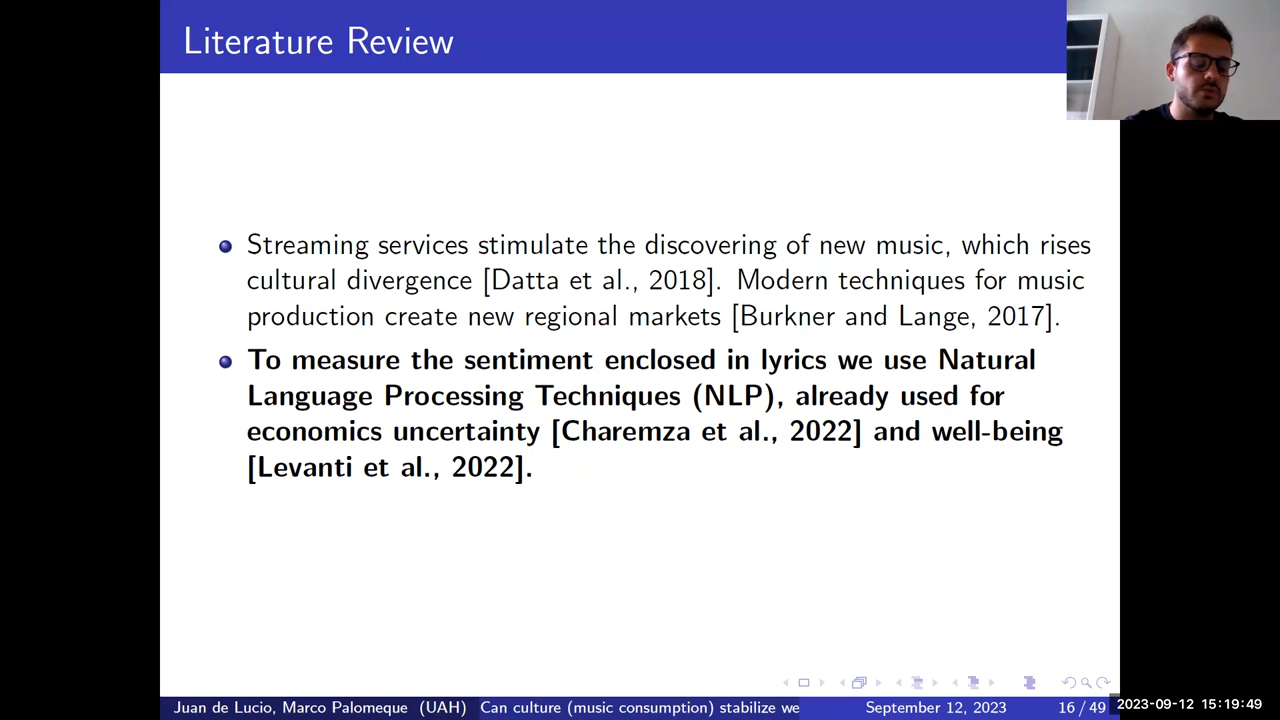 Literature Review
Streaming services stimulate the discovering of new music, which rises
cultural divergence [Datta et al., 2018]. Modern techniques for music
production create new regional markets [Burkner and Lange, 2017].
To measure the sentiment enclosed in lyrics we use Natural
Language Processing Techniques (NLP), already used for
economics uncertainty [Charemza et al., 2022] and well-being
[Levanti et al., 2022].
Juan de Lucio, Marco Palomeque (UAH) Can culture (music consumption) stabilize we September 12, 2023 16 / 49
2023-09-12 15:19:49